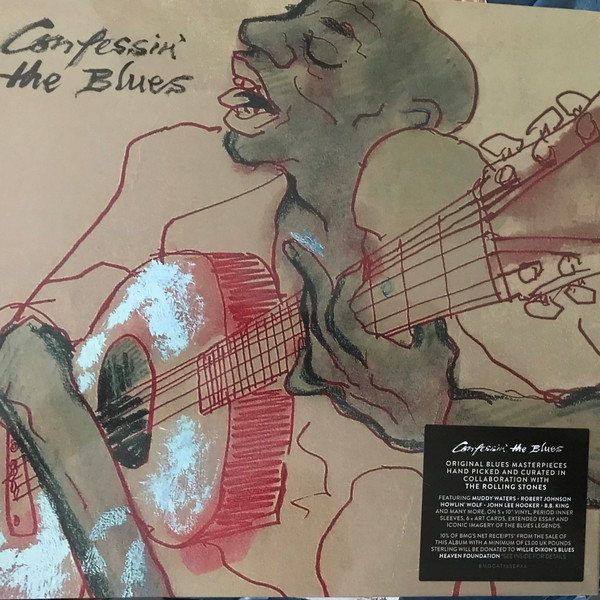 Confessin'
the Blues
Confessin' the Blues
ORIGINAL BLUES MASTERPIECES
HAND PICKED AND CURATED IN
COLLABORATION WITH
THE ROLLING STONES
FEATURING MUDDY WATERS • ROBERT JOHNSON
HOWLIN' WOLF • JOHN LEE HOOKER • B.B. KING
AND MANY MORE, ON 5 x 10" VINYL, PERIOD INNER
SLEEVES, 6 x ART CARDS, EXTENDED ESSAY AND
ICONIC IMAGERY OF THE BLUES LEGENDS.
10% OF BMG'S NET RECEIPTS* FROM THE SALE OF
THIS ALBUM WITH A MINIMUM OF £3.00 UK POUNDS
STERLING WILL BE DONATED TO WILLIE DIXON'S BLUES
HEAVEN FOUNDATION *SEE INSIDE FOR DETAILS